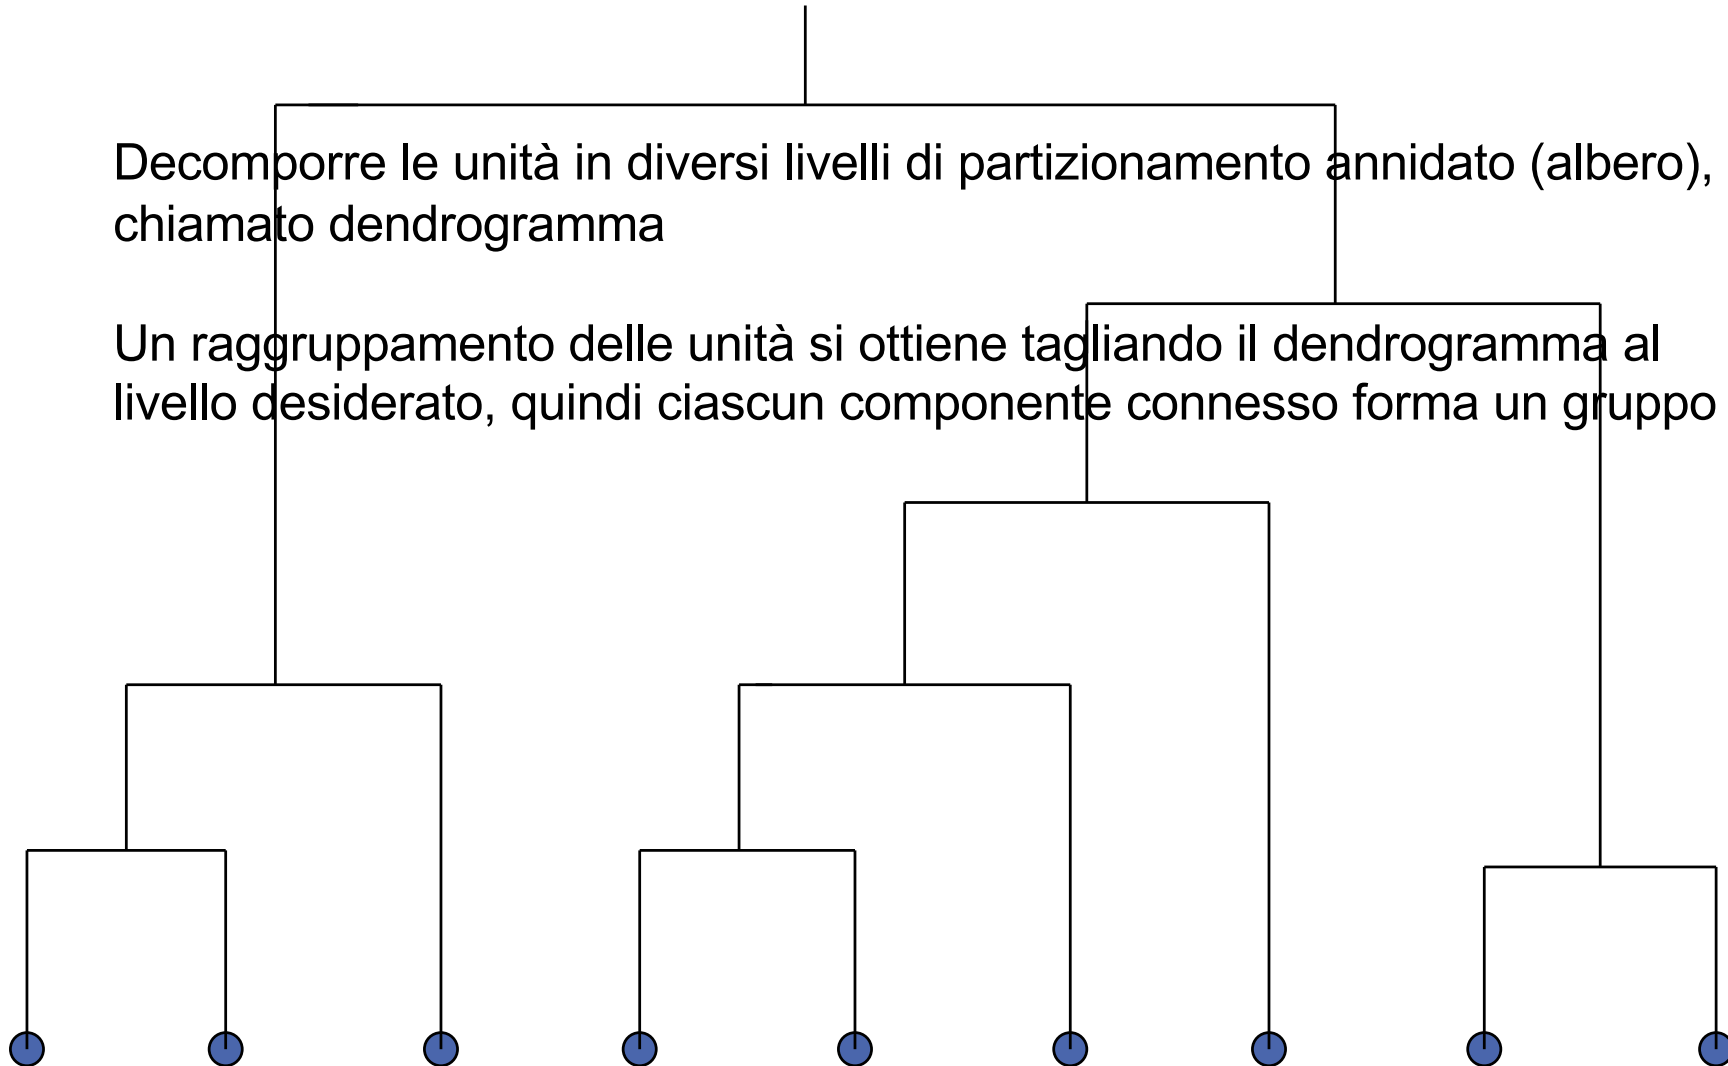 Decomporre le unità in diversi livelli di partizionamento annidato (albero),
chiamato dendrogramma
Un raggruppamento delle unità si ottiene tagliando il dendrogramma al
livello desiderato, quindi ciascun componente connesso forma un gruppo